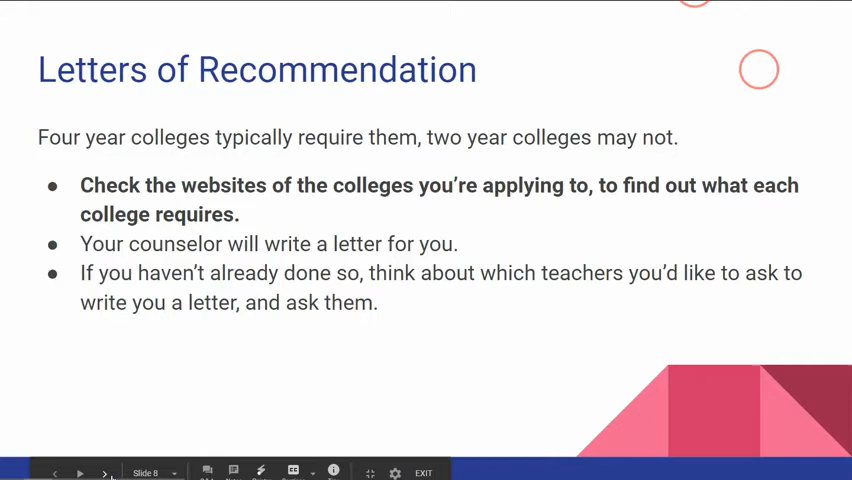 Letters of Recommendation
Four year colleges typically require them, two year colleges may not.
● Check the websites of the colleges you’re applying to, to find out what each
college requires.
● Your counselor will write a letter for you.
● If you haven’t already done so, think about which teachers you’d like to ask to
write you a letter, and ask them.
Slide 8
EXIT